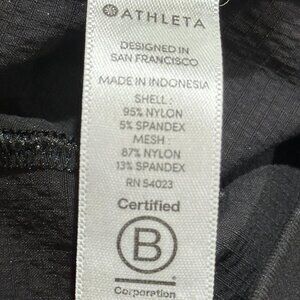 ATHLETA
DESIGNED IN
SAN FRANCISCO
MADE IN INDONESIA
SHELL :
95% NYLON
5% SPANDEX
MESH :
87% NYLON
13% SPANDEX
RN 54023
Certified
B
Corporation